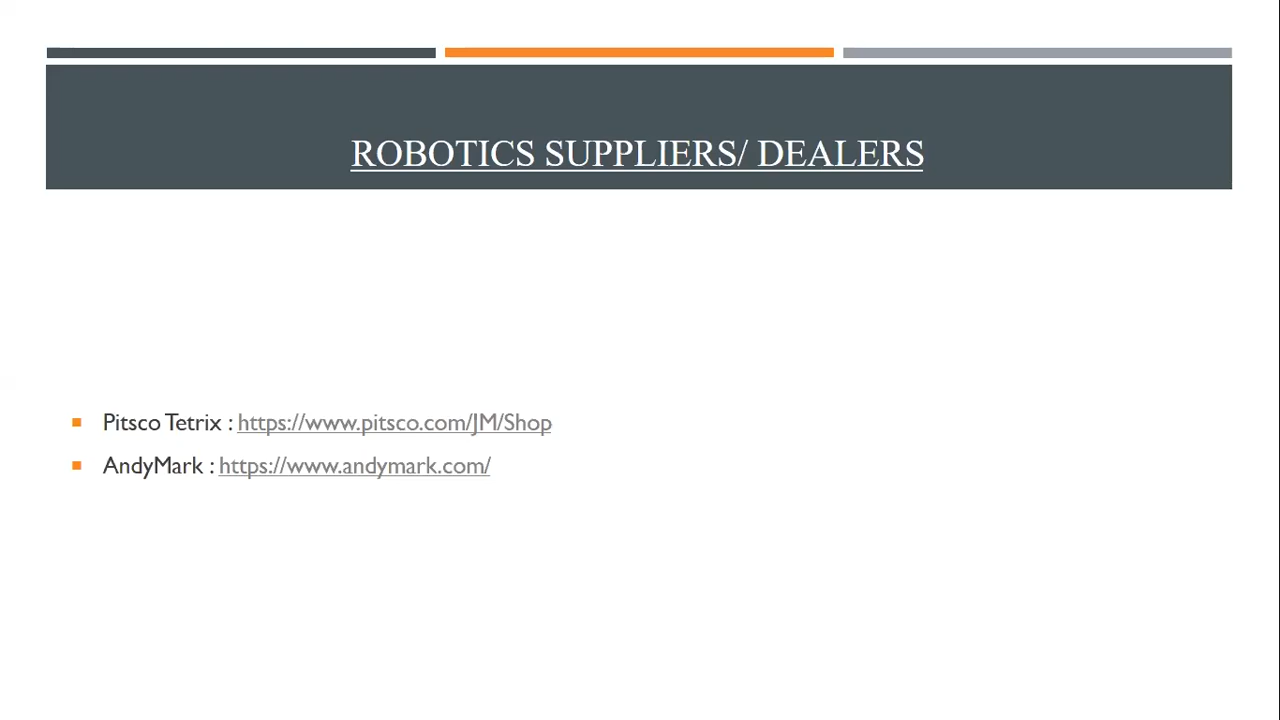 ROBOTICS SUPPLIERS/ DEALERS
Pitsco Tetrix : https://www.pitsco.com/JM/Shop
AndyMark : https://www.andymark.com/